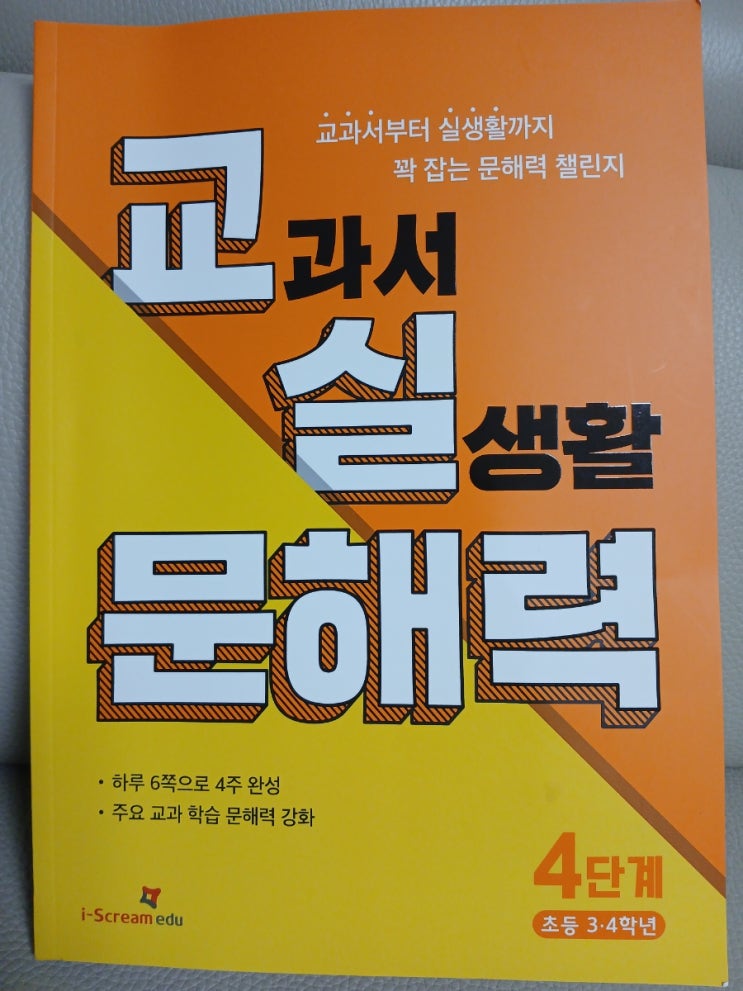 교과서부터 실생활까지
꽉 잡는 문해력 챌린지
교과서
실생활
문해력
• 하루 6쪽으로 4주 완성
• 주요 교과 학습 문해력 강화
4단계
초등 3·4학년
i-Scream edu